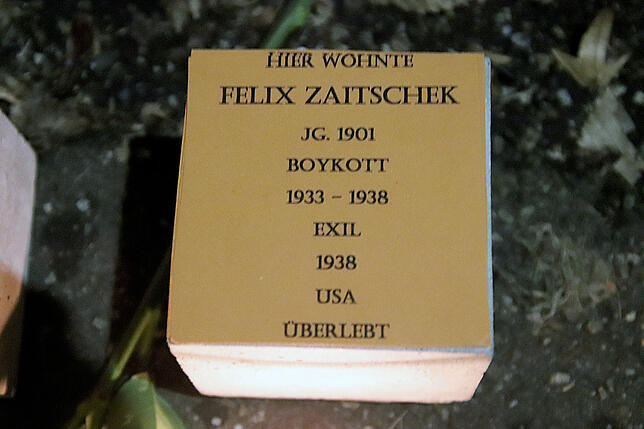 HIER WOHNTE
FELIX ZAITSCHEK
JG. 1901
BOYKOTT
1933 – 1938
EXIL
1938
USA
ÜBERLEBT